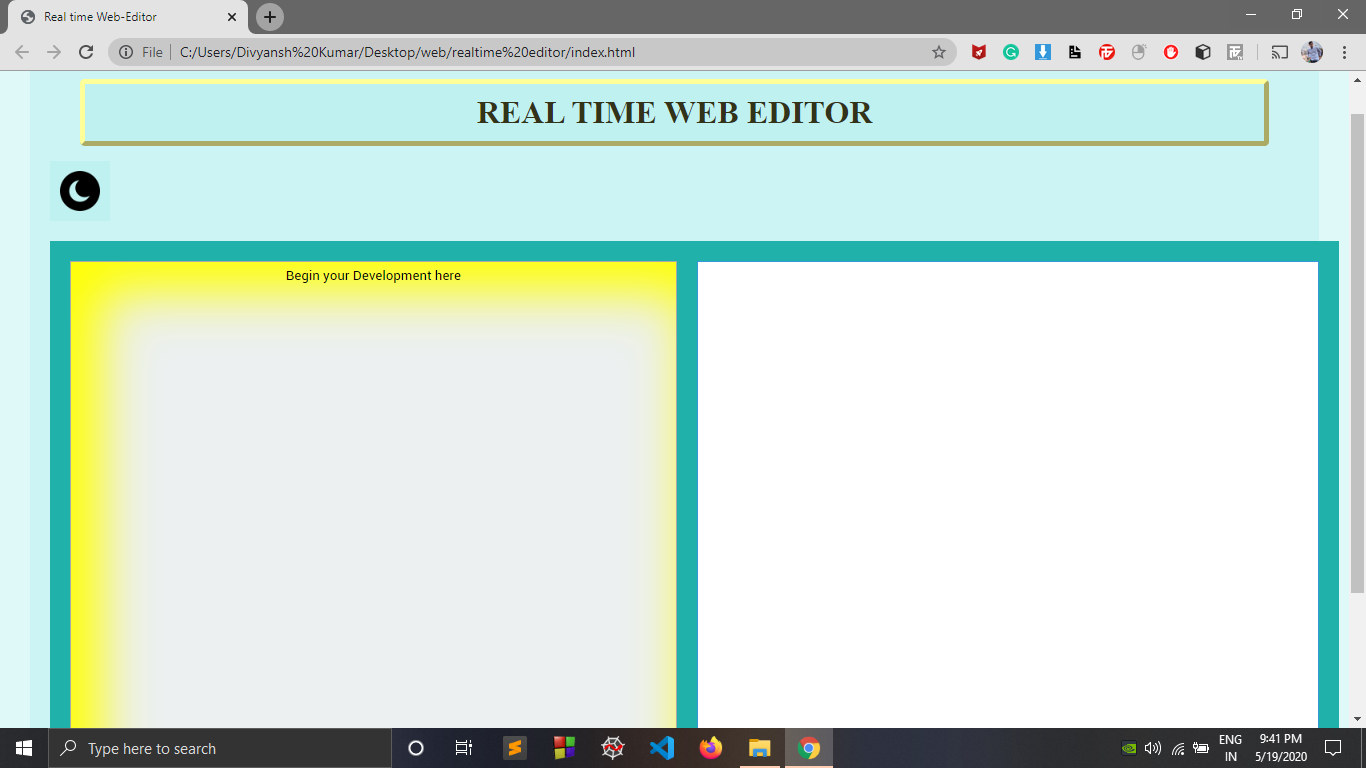 Real time Web-Editor
File
C:/Users/Divyansh%20Kumar/Desktop/web/realtime%20editor/index.html
REAL TIME WEB EDITOR
Begin your Development here
Type here to search
ENG
IN
9:41 PM
5/19/2020